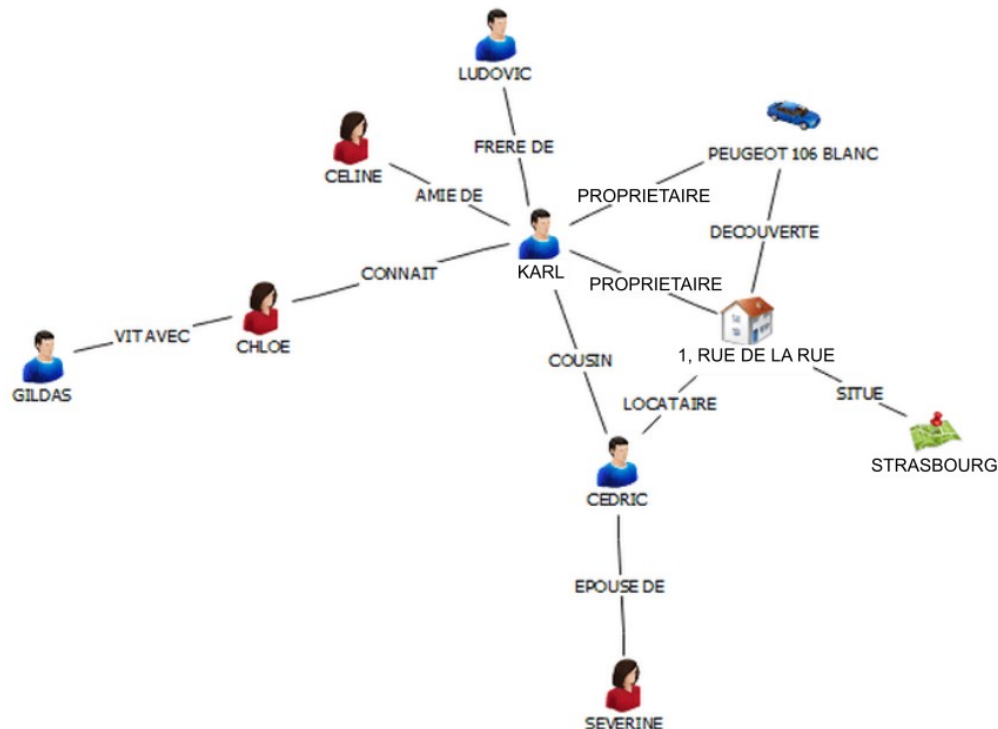 LUDOVIC
FRERE DE
PEUGEOT 106 BLANC
CELINE
AMIE DE
PROPRIETAIRE
DECOUVERTE
KARL
CONNAIT
PROPRIETAIRE
VIT AVEC
CHLOE
1, RUE DE LA RUE
COUSIN
GILDAS
LOCATAIRE
SITUE
STRASBOURG
CEDRIC
EPOUSE DE
SEVERINE